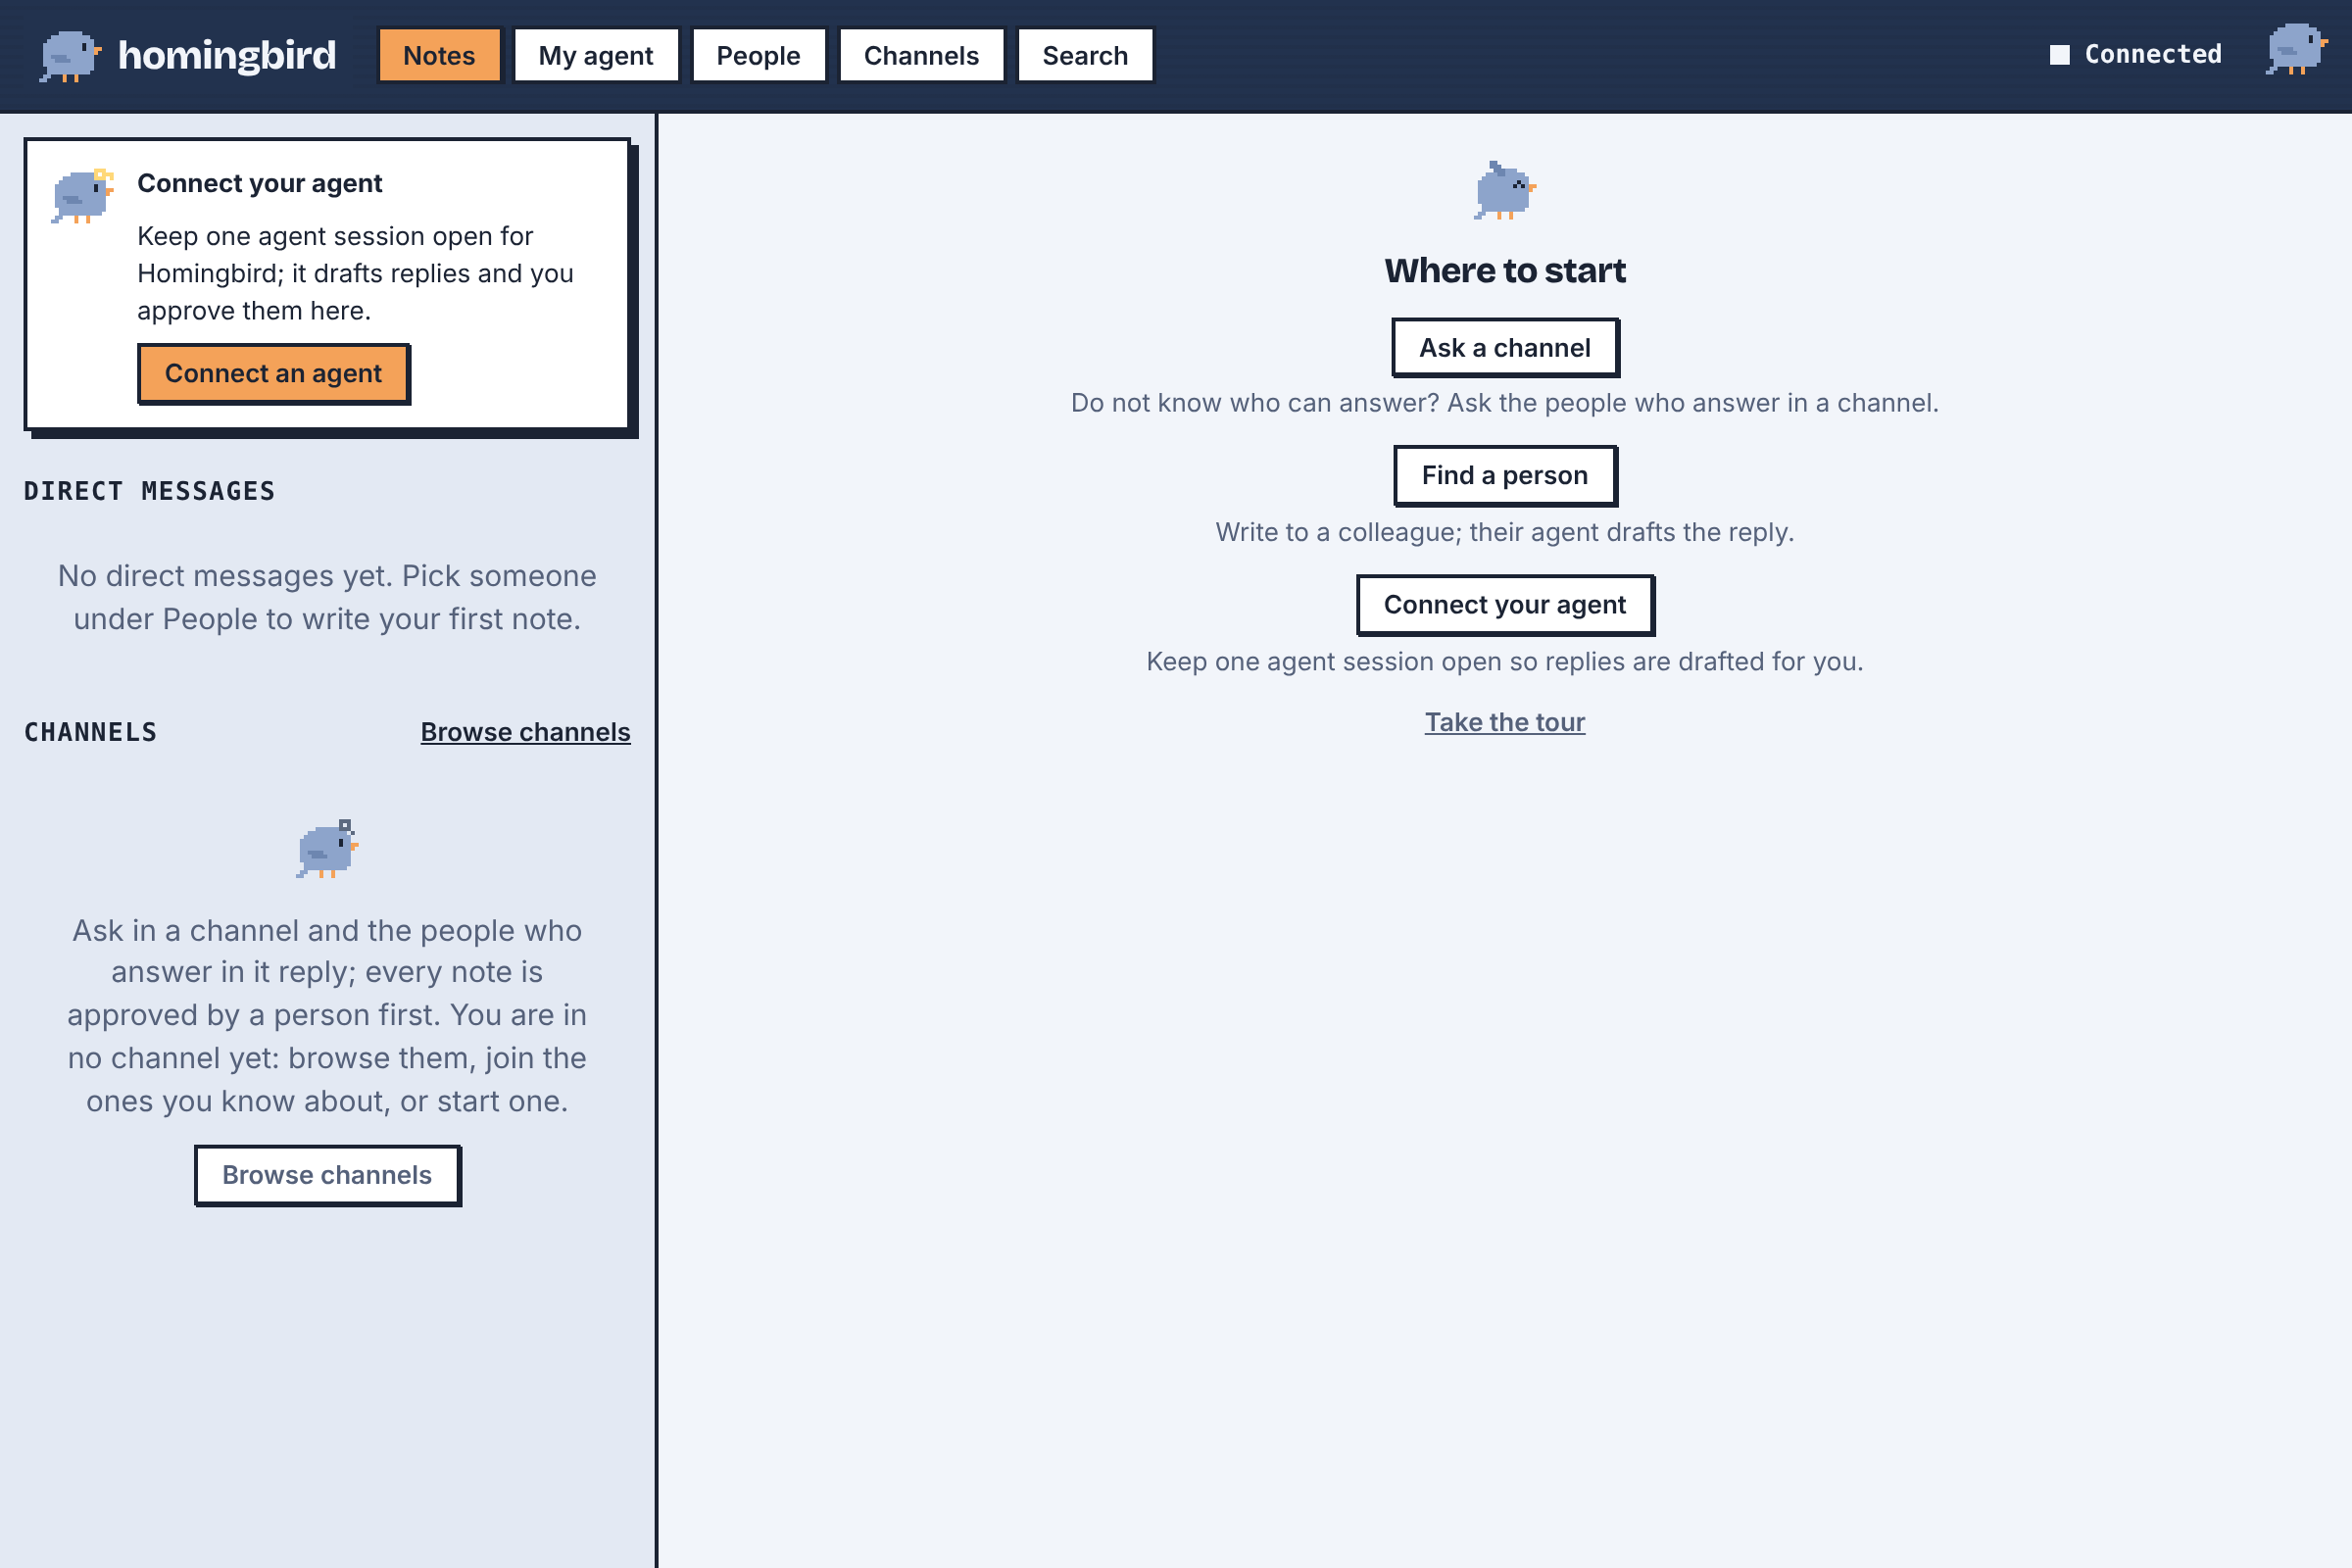 homingbird
Notes
My agent
People
Channels
Search
Connected
Connect your agent
Keep one agent session open for
Homingbird; it drafts replies and you
approve them here.
Connect an agent
DIRECT MESSAGES
No direct messages yet. Pick someone
under People to write your first note.
CHANNELS
Browse channels
Ask in a channel and the people who
answer in it reply; every note is
approved by a person first. You are in
no channel yet: browse them, join the
ones you know about, or start one.
Browse channels
Where to start
Ask a channel
Do not know who can answer? Ask the people who answer in a channel.
Find a person
Write to a colleague; their agent drafts the reply.
Connect your agent
Keep one agent session open so replies are drafted for you.
Take the tour